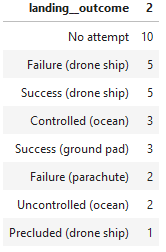 landing__outcome 2
No attempt 10
Failure (drone ship) 5
Success (drone ship) 5
Controlled (ocean) 3
Success (ground pad) 3
Failure (parachute) 2
Uncontrolled (ocean) 2
Precluded (drone ship) 1